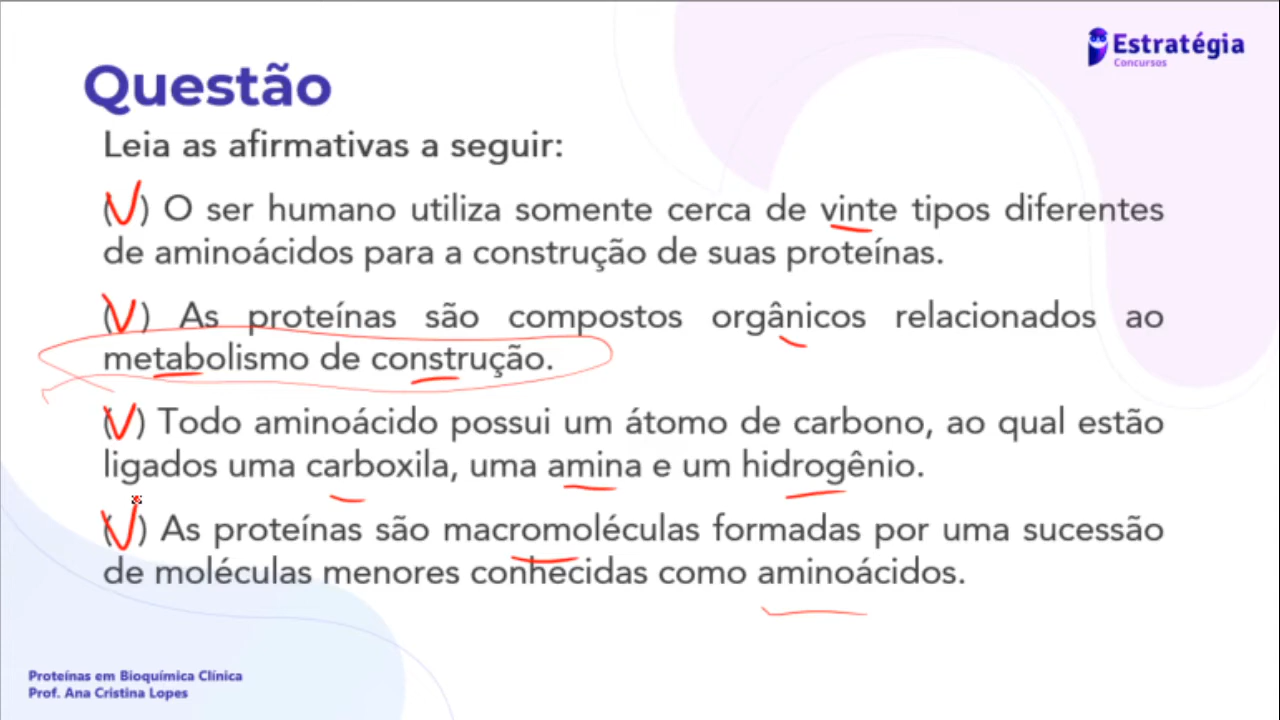 Estratégia
Concursos
Questão
Leia as afirmativas a seguir:
(V) O ser humano utiliza somente cerca de vinte tipos diferentes
de aminoácidos para a construção de suas proteínas.
(V) As proteínas são compostos orgânicos relacionados ao
metabolismo de construção.
(V) Todo aminoácido possui um átomo de carbono, ao qual estão
ligados uma carboxila, uma amina e um hidrogênio.
(V) As proteínas são macromoléculas formadas por uma sucessão
de moléculas menores conhecidas como aminoácidos.
Proteínas em Bioquímica Clínica
Prof. Ana Cristina Lopes